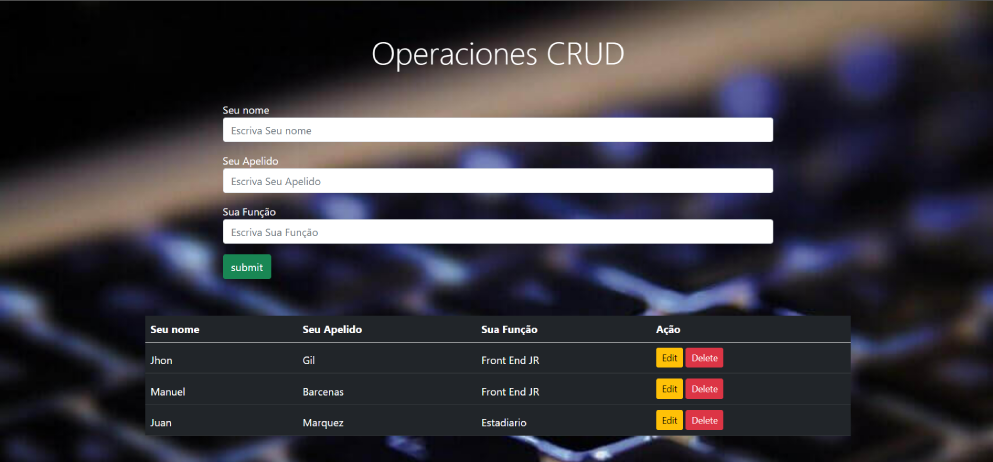 Operaciones CRUD
Seu nome
Escriva Seu nome
Seu Apelido
Escriva Seu Apelido
Sua Função
Escriva Sua Função
submit
Seu nome Seu Apelido Sua Função Ação
Jhon Gil Front End JR Edit Delete
Manuel Barcenas Front End JR Edit Delete
Juan Marquez Estadiario Edit Delete